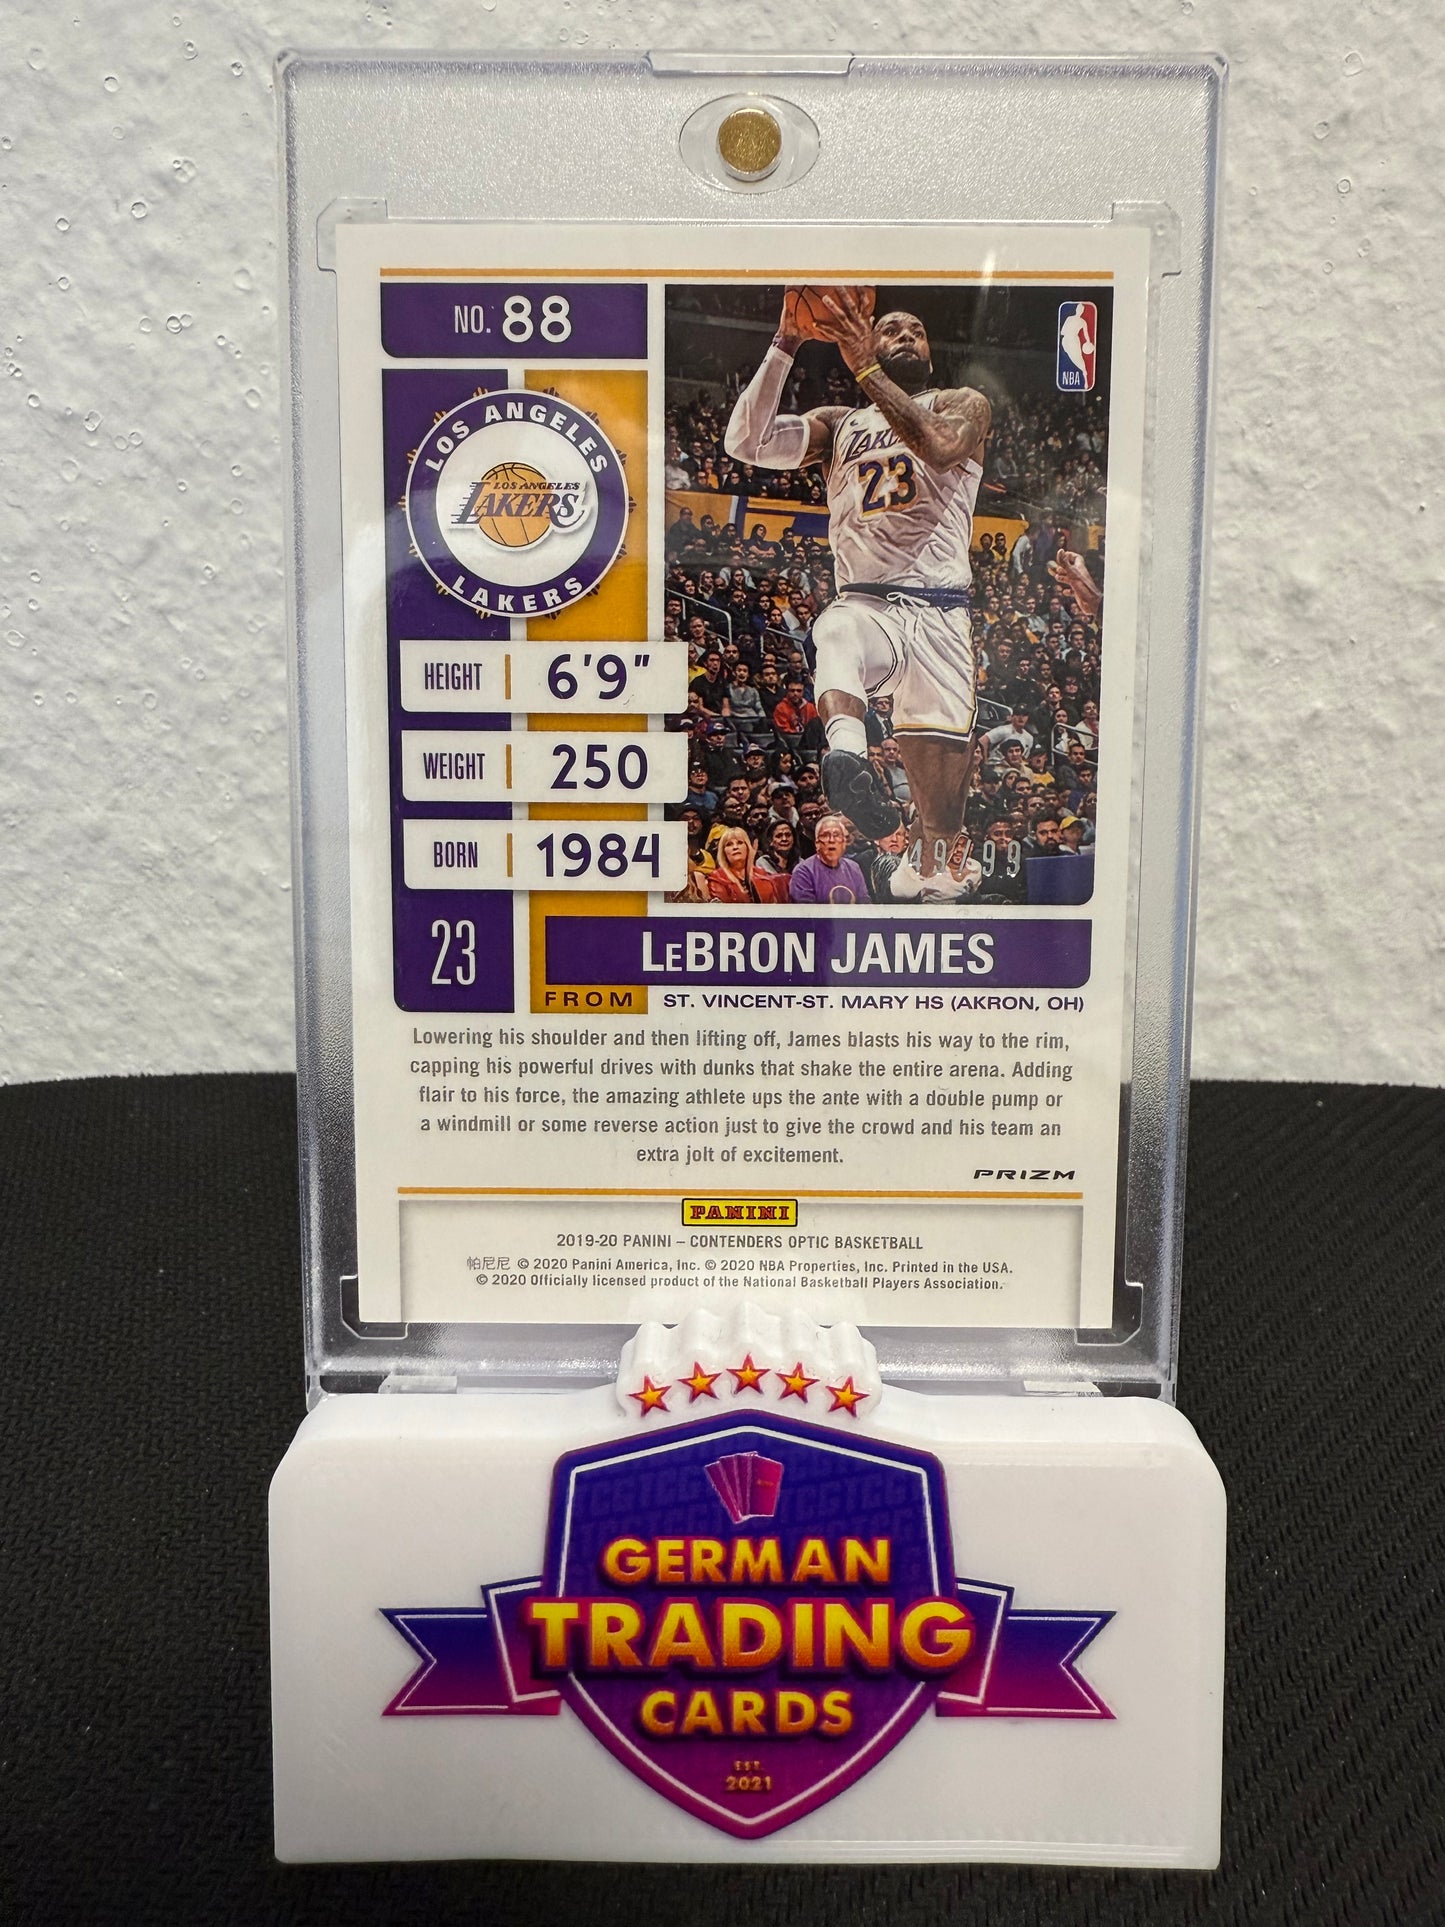 NO. 88
NBA
LOS ANGELES
LOS ANGELES
LAKERS
LAKERS
LAKERS
23
HEIGHT 6'9"
WEIGHT 250
BORN 1984
49/99
23
LeBRON JAMES
FROM ST. VINCENT-ST. MARY HS (AKRON, OH)
Lowering his shoulder and then lifting off, James blasts his way to the rim,
capping his powerful drives with dunks that shake the entire arena. Adding
flair to his force, the amazing athlete ups the ante with a double pump or
a windmill or some reverse action just to give the crowd and his team an
extra jolt of excitement.
PRIZM
PANINI
2019-20 PANINI – CONTENDERS OPTIC BASKETBALL
帕尼尼 © 2020 Panini America, Inc. © 2020 NBA Properties, Inc. Printed in the USA.
© 2020 Officially licensed product of the National Basketball Players Association.
GERMAN
TRADING
CARDS
EST.
2021